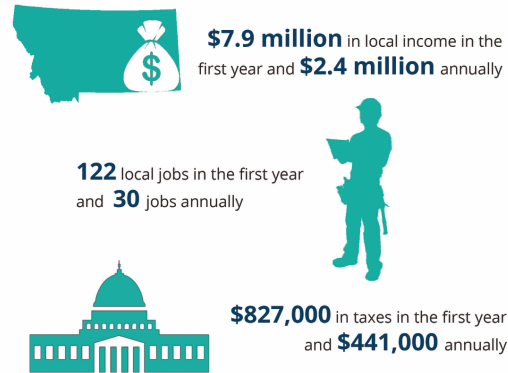 $7.9 million in local income in the
first year and $2.4 million annually
$
122 local jobs in the first year
and 30 jobs annually
$827,000 in taxes in the first year
and $441,000 annually